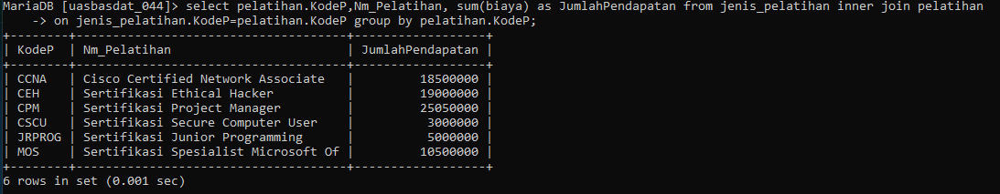 MariaDB [uasbasdat_044]> select pelatihan.KodeP,Nm_Pelatihan, sum(biaya) as JumlahPendapatan from jenis_pelatihan inner join pelatihan
    -> on jenis_pelatihan.KodeP=pelatihan.KodeP group by pelatihan.KodeP;
+--------+------------------------------------+------------------+
| KodeP  | Nm_Pelatihan                       | JumlahPendapatan |
+--------+------------------------------------+------------------+
| CCNA   | Cisco Certified Network Associate  |         18500000 |
| CEH    | Sertifikasi Ethical Hacker         |         19000000 |
| CPM    | Sertifikasi Project Manager        |         25050000 |
| CSCU   | Sertifikasi Secure Computer User   |          3000000 |
| JRPROG | Sertifikasi Junior Programming     |          5000000 |
| MOS    | Sertifikasi Spesialist Microsoft Of |         10500000 |
+--------+------------------------------------+------------------+
6 rows in set (0.001 sec)